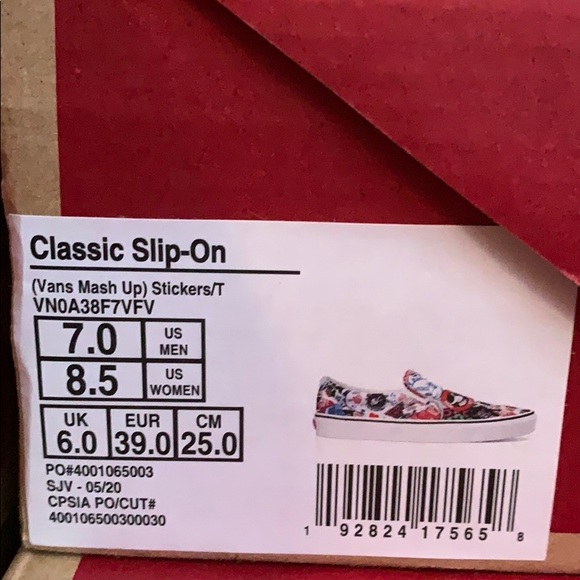 Classic Slip-On
(Vans Mash Up) Stickers/T
VN0A38F7VFV
7.0 US MEN
8.5 US WOMEN
UK EUR CM
6.0 39.0 25.0
PO#4001065003
SJV - 05/20
CPSIA PO/CUT#
400106500300030
1 92824 17565 8